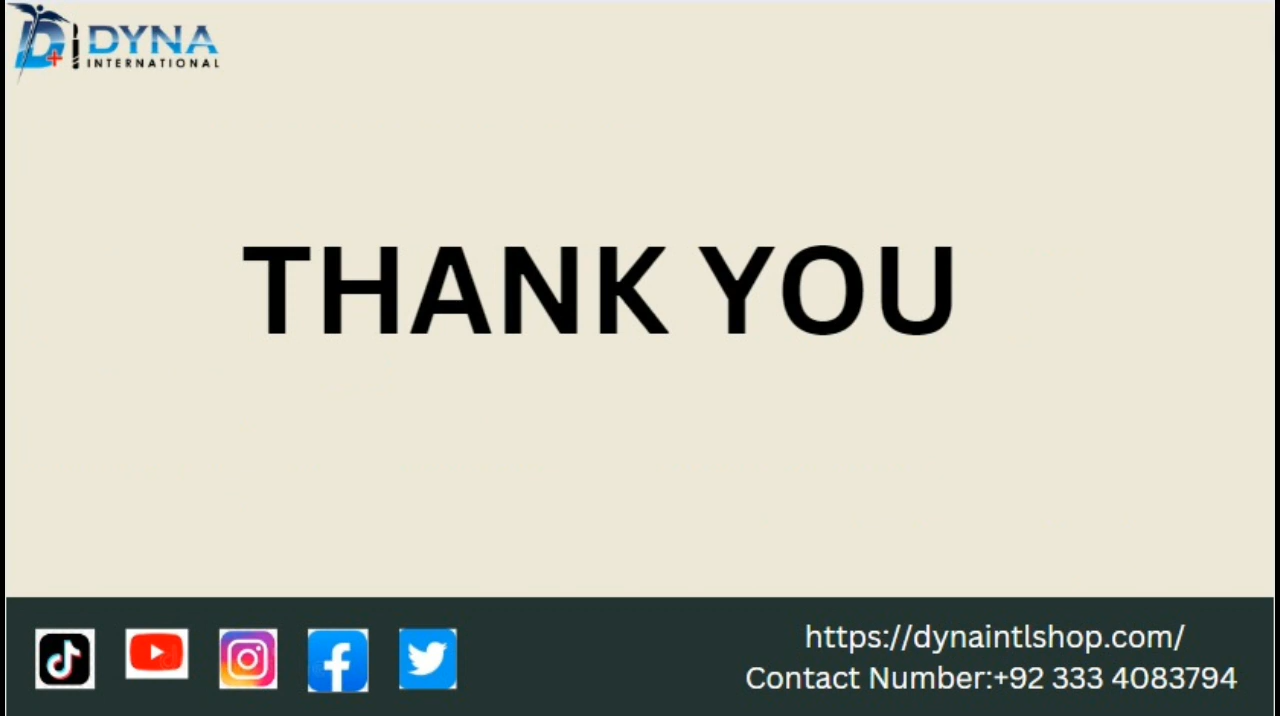 DYNA
INTERNATIONAL
THANK YOU
https://dynaintlshop.com/
Contact Number:+92 333 4083794